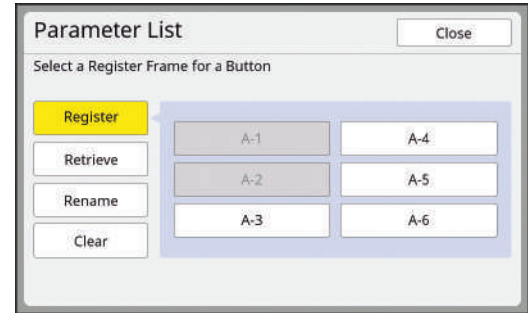 Parameter List
Close
Select a Register Frame for a Button
Register
Retrieve
Rename
Clear
A-1
A-4
A-2
A-5
A-3
A-6